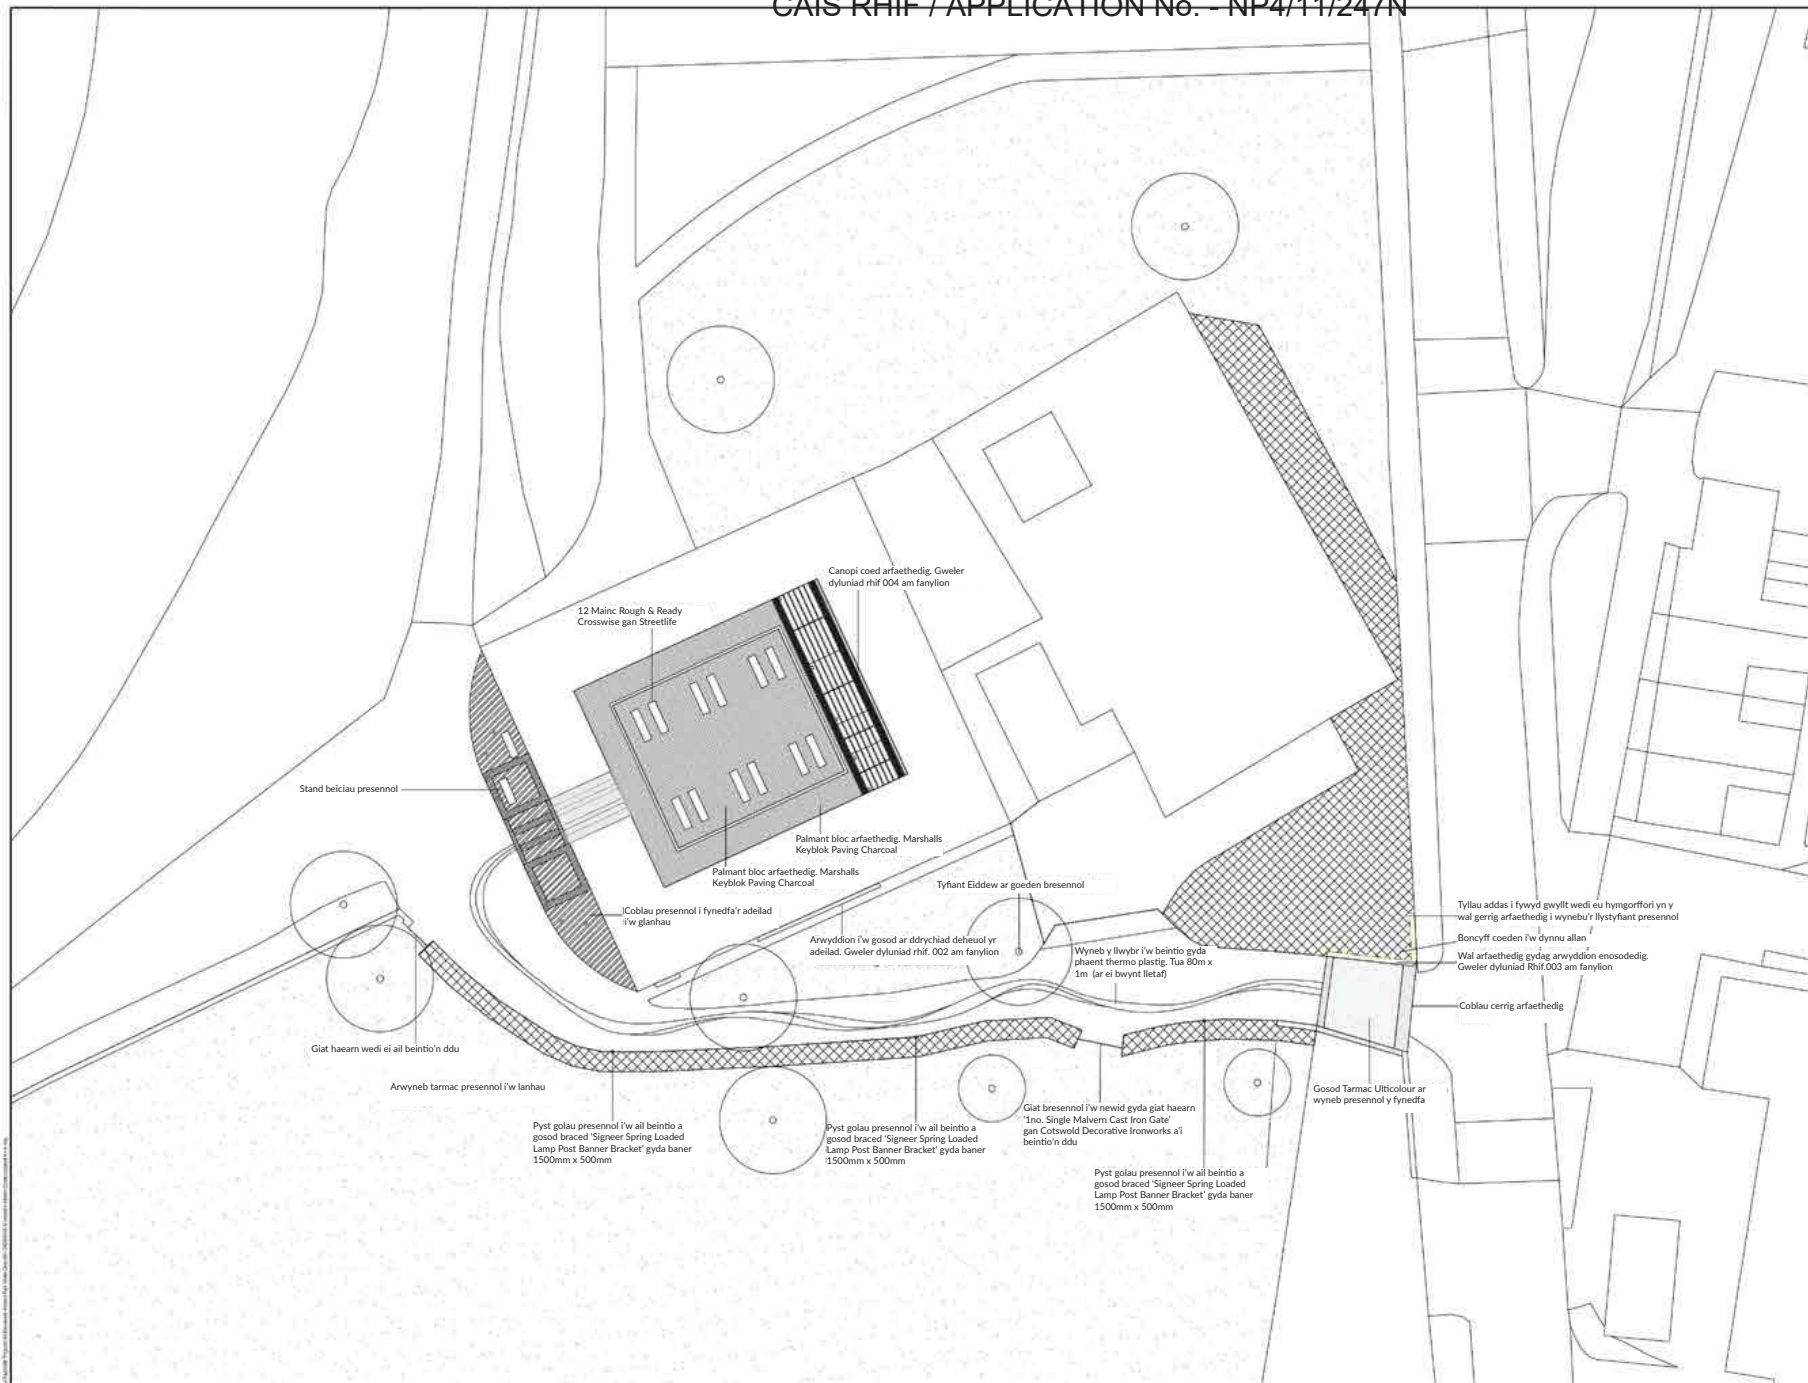 CAIS RHIF / APPLICATION No. - NP4/11/247N
Canopi coed arfaethedig. Gweler
dyluniad rhif 004 am fanylion
12 Mainc Rough & Ready
Crosswise gan Streetlife
Stand beiciau presennol
Palmant bloc arfaethedig. Marshalls
Keyblok Paving Charcoal
Palmant bloc arfaethedig. Marshalls
Keyblok Paving Charcoal
Tyfiant Eiddew ar goeden bresennol
Coblau presennol i fynedfa'r adeilad
i'w glanhau
Arwyddion i'w gosod ar ddrychiad deheuol yr
adeilad. Gweler dyluniad rhif. 002 am fanylion
Wyneb y llwybr i'w beintio gyda
phaent thermo plastig. Tua 80m x
1m (ar ei bwynt lletaf)
Tyllau addas i fywyd gwyllt wedi eu hymgorffori yn y
wal gerrig arfaethedig i wynebu'r llystyfiant presennol
Boncyff coeden i'w dynnu allan
Wal arfaethedig gydag arwyddion enosodedig.
Gweler dyluniad Rhif.003 am fanylion
Coblau cerrig arfaethedig
Giat haearn wedi ei ail beintio'n ddu
Arwyneb tarmac presennol i'w lanhau
Pyst golau presennol i'w ail beintio a
gosod braced 'Signeer Spring Loaded
Lamp Post Banner Bracket' gyda baner
1500mm x 500mm
Pyst golau presennol i'w ail beintio a
gosod braced 'Signeer Spring Loaded
Lamp Post Banner Bracket' gyda baner
1500mm x 500mm
Giat bresennol i'w newid gyda giat haearn
'1no. Single Malvern Cast Iron Gate'
gan Cotswold Decorative Ironworks a'i
beintio'n ddu
Gosod Tarmac Ulticolour ar
wyneb presennol y fynedfa
Pyst golau presennol i'w ail beintio a
gosod braced 'Signeer Spring Loaded
Lamp Post Banner Bracket' gyda baner
1500mm x 500mm